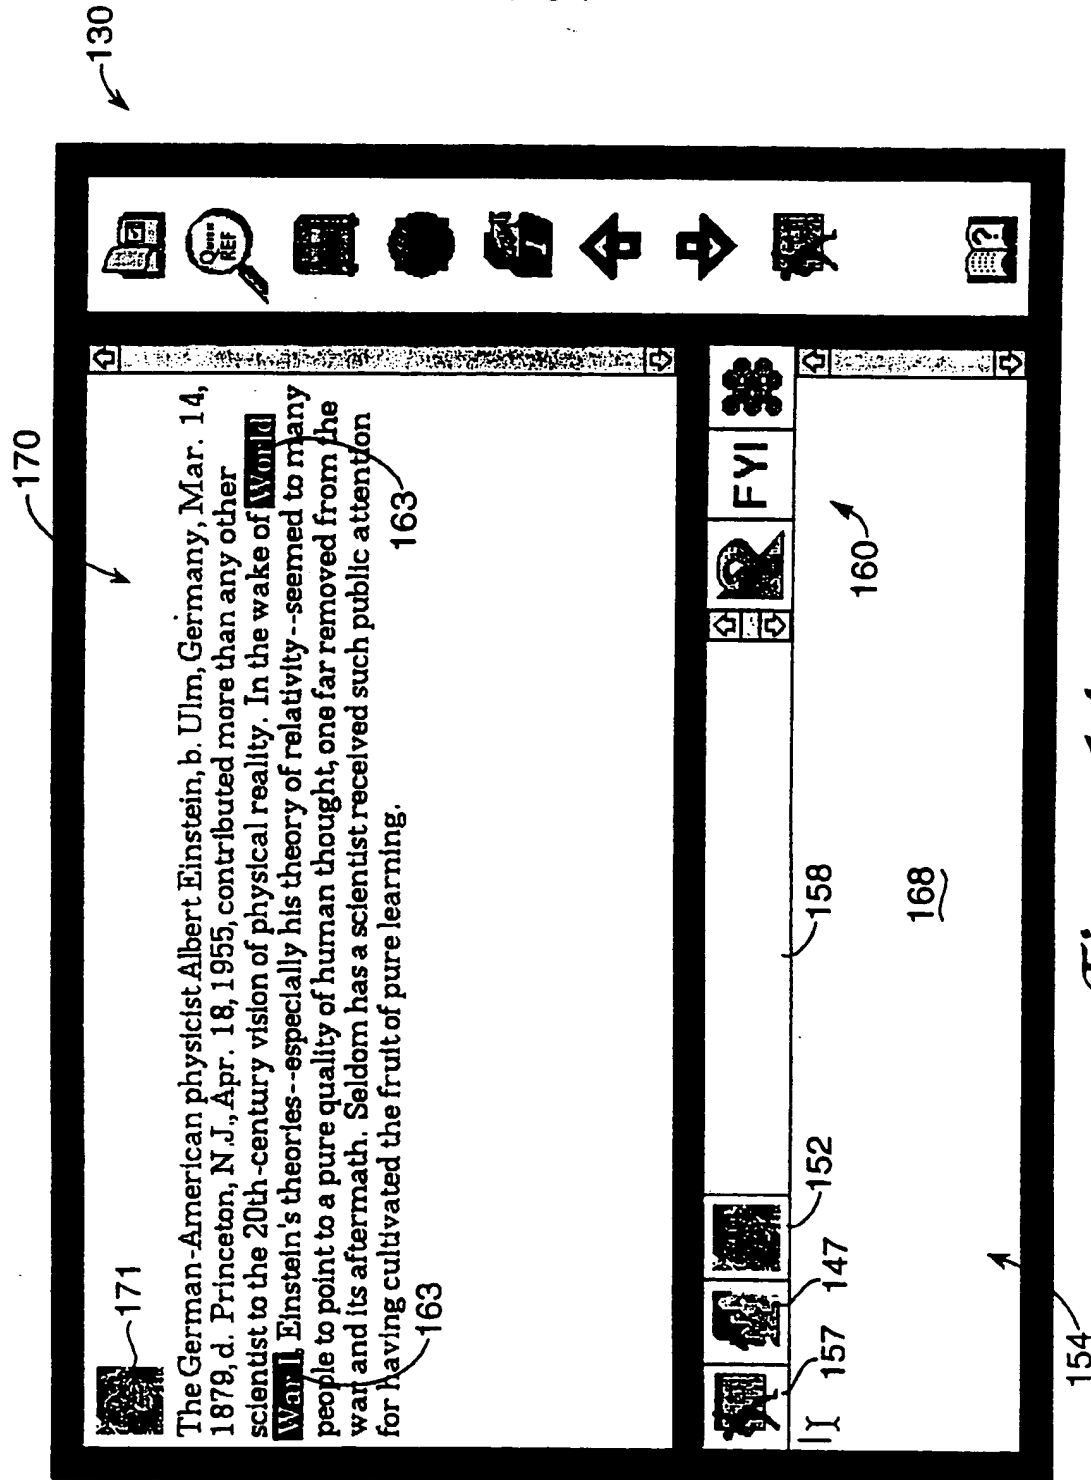 130
170
171
The German-American physicist Albert Einstein, b. Ulm, Germany, Mar. 14,
1879, d. Princeton, N.J., Apr. 18, 1955, contributed more than any other
scientist to the 20th-century vision of physical reality. In the wake of World
War I, Einstein's theories--especially his theory of relativity--seemed to many
people to point to a pure quality of human thought, one far removed from the
war and its aftermath. Seldom has a scientist received such public attention
for having cultivated the fruit of pure learning.
163
163
QUICK
REF
1
?
FYI
157
147
152
158
160
168
154